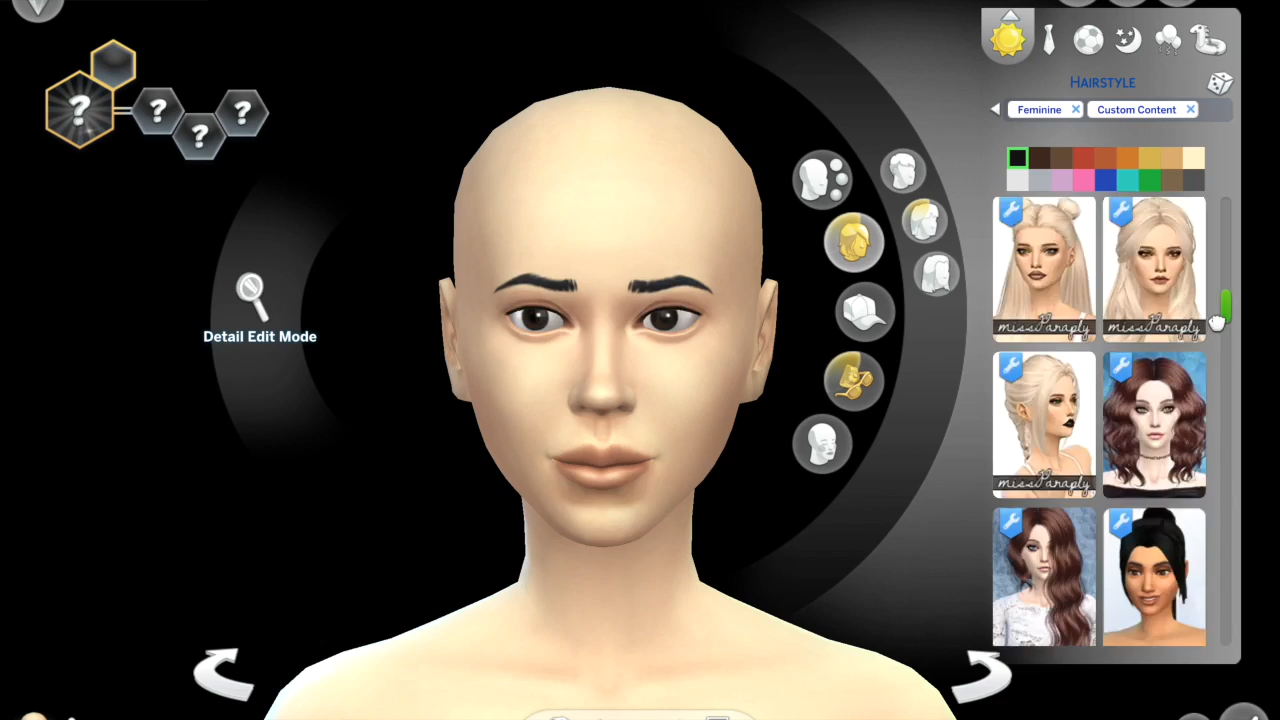 ?
?
?
?
Detail Edit Mode
Hairstyle
Feminine ✕
Custom Content ✕
missParaply
missParaply
missParaply